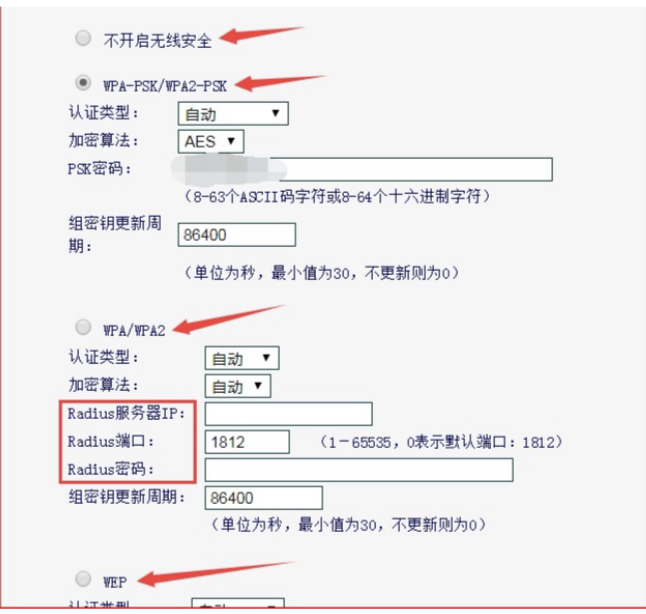 不开启无线安全
WPA-PSK/WPA2-PSK
认证类型： 自动
加密算法： AES
PSK密码：
（8-63个ASCII码字符或8-64个十六进制字符）
组密钥更新周期： 86400
（单位为秒，最小值为30，不更新则为0）
WPA/WPA2
认证类型： 自动
加密算法： 自动
Radius服务器IP：
Radius端口： 1812 （1－65535，0表示默认端口：1812）
Radius密码：
组密钥更新周期： 86400
（单位为秒，最小值为30，不更新则为0）
WEP
认证类型 自动